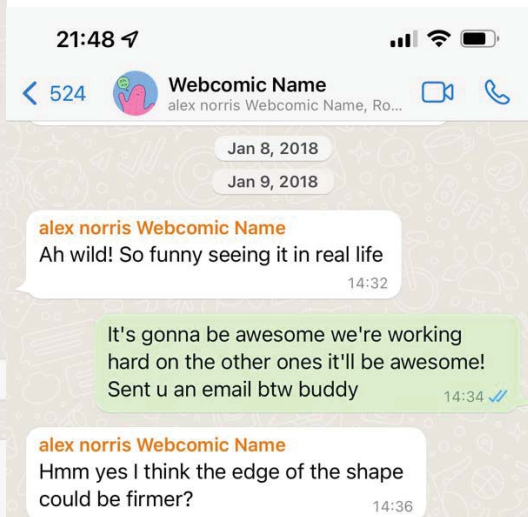 21:48
524
Webcomic Name
alex norris Webcomic Name, Ro...
Jan 8, 2018
Jan 9, 2018
alex norris Webcomic Name
Ah wild! So funny seeing it in real life
14:32
It's gonna be awesome we're working
hard on the other ones it'll be awesome!
Sent u an email btw buddy
14:34
alex norris Webcomic Name
Hmm yes I think the edge of the shape
could be firmer?
14:36